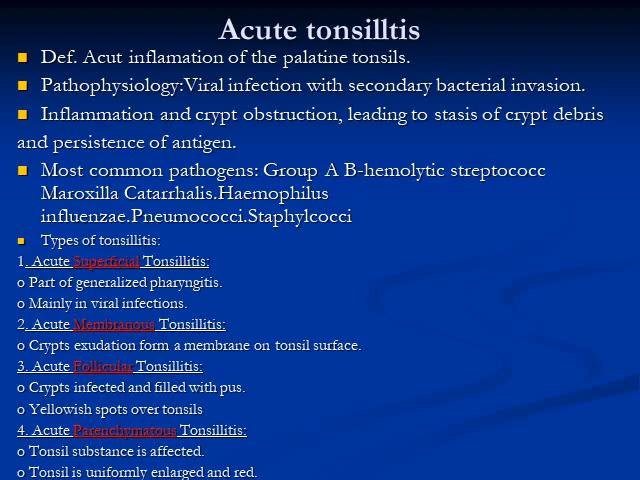 Acute tonsilltis
Def. Acut inflamation of the palatine tonsils.
Pathophysiology:Viral infection with secondary bacterial invasion.
Inflammation and crypt obstruction, leading to stasis of crypt debris
and persistence of antigen.
Most common pathogens: Group A B-hemolytic streptococc
Maroxilla Catarrhalis.Haemophilus
influenzae.Pneumococci.Staphylcocci
Types of tonsillitis:
1. Acute Superficial Tonsillitis:
o Part of generalized pharyngitis.
o Mainly in viral infections.
2. Acute Membranous Tonsillitis:
o Crypts exudation form a membrane on tonsil surface.
3. Acute Follicular Tonsillitis:
o Crypts infected and filled with pus.
o Yellowish spots over tonsils
4. Acute Parenchymatous Tonsillitis:
o Tonsil substance is affected.
o Tonsil is uniformly enlarged and red.